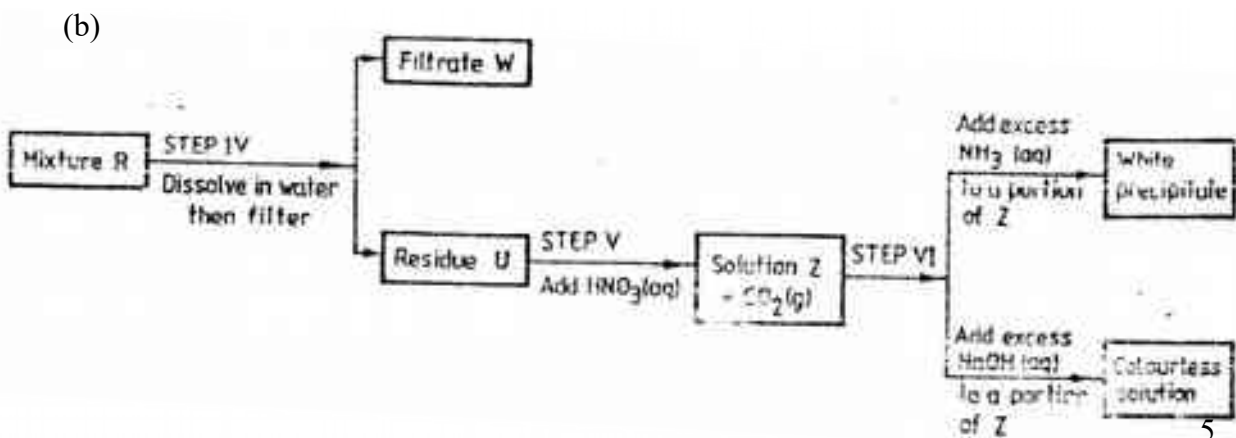 (b)
Filtrate W
Mixture R
STEP IV
Dissolve in water
then filter
Residue U
STEP V
Add HNO3(aq)
Solution Z
+ CO2(g)
STEP VI
Add excess
NH3 (aq)
to a portion
of Z
White
precipitate
Add excess
NaOH (aq)
to a portion
of Z
Colourless
solution
5